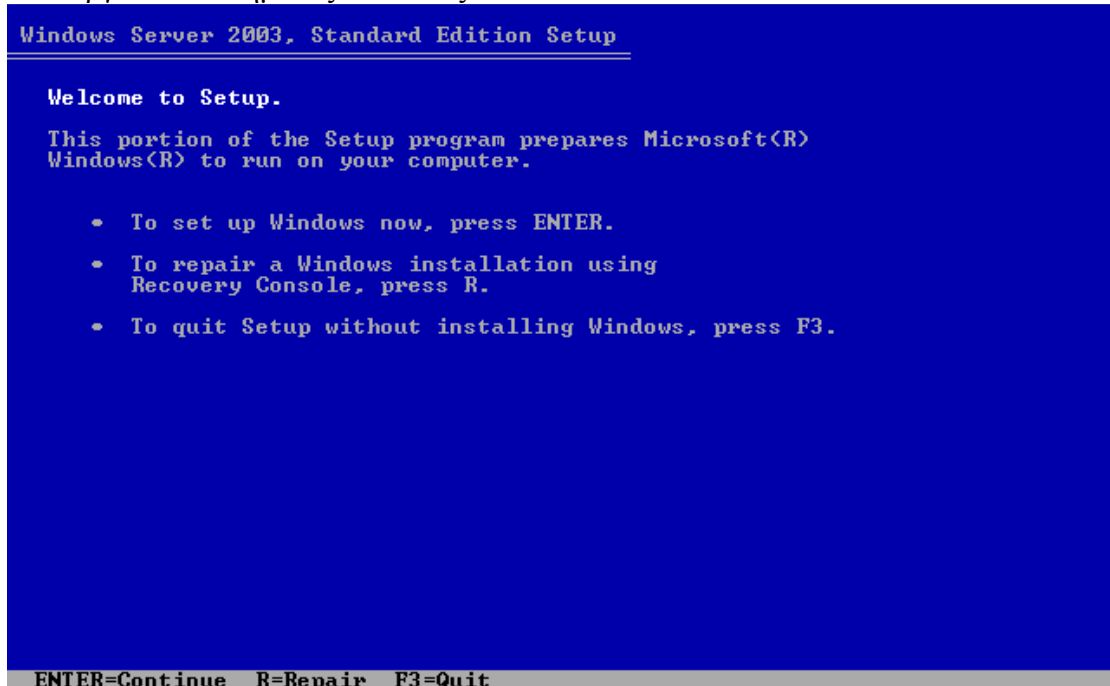 Windows Server 2003, Standard Edition Setup
Welcome to Setup.
This portion of the Setup program prepares Microsoft(R)
Windows(R) to run on your computer.
• To set up Windows now, press ENTER.
• To repair a Windows installation using
Recovery Console, press R.
• To quit Setup without installing Windows, press F3.
ENTER=Continue R=Repair F3=Quit